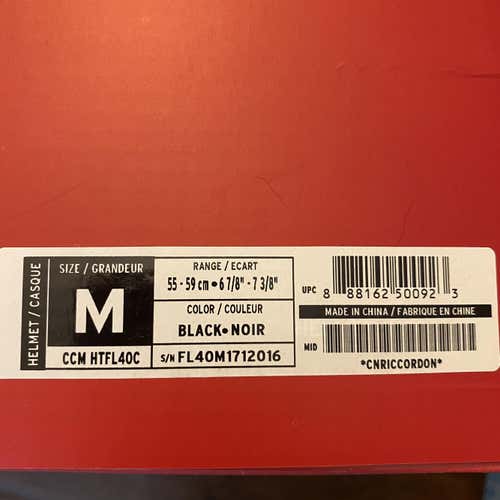 HELMET / CASQUE
SIZE / GRANDEUR
M
CCM HTFL40C
RANGE / ECART
55 - 59 cm • 6 7/8" - 7 3/8"
COLOR / COULEUR
BLACK • NOIR
S/N FL40M1712016
UPC 8 88162 50092 3
MADE IN CHINA / FABRIQUE EN CHINE
MID
*CNRICCORDON*